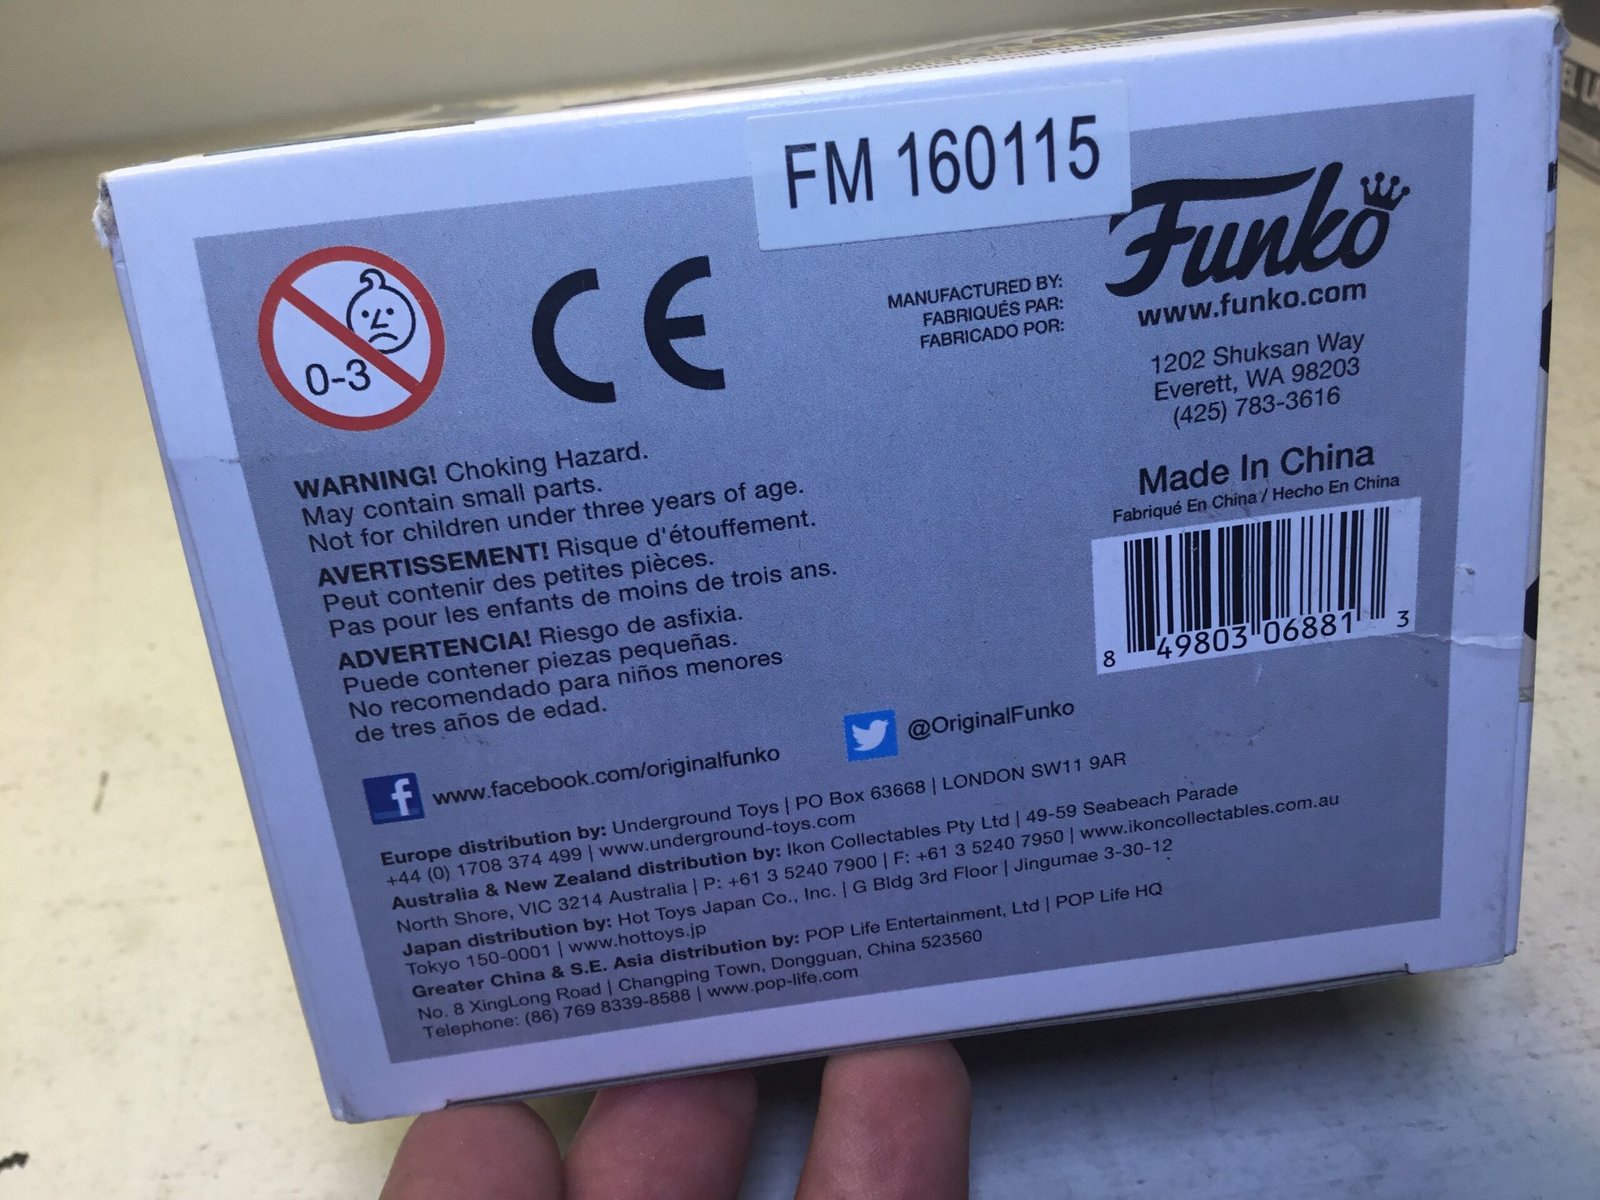 FM 160115
0-3
CE
MANUFACTURED BY:
FABRIQUÉS PAR:
FABRICADO POR:
Funko
www.funko.com
1202 Shuksan Way
Everett, WA 98203
(425) 783-3616
Made In China
Fabriqué En China / Hecho En China
8 49803 06881 3
WARNING! Choking Hazard.
May contain small parts.
Not for children under three years of age.
AVERTISSEMENT! Risque d'étouffement.
Peut contenir des petites pièces.
Pas pour les enfants de moins de trois ans.
ADVERTENCIA! Riesgo de asfixia.
Puede contener piezas pequeñas.
No recomendado para niños menores
de tres años de edad.
f www.facebook.com/originalfunko
@OriginalFunko
Europe distribution by: Underground Toys | PO Box 63668 | LONDON SW11 9AR
+44 (0) 1708 374 499 | www.underground-toys.com
Australia & New Zealand distribution by: Ikon Collectables Pty Ltd | 49-59 Seabeach Parade
North Shore, VIC 3214 Australia | P: +61 3 5240 7900 | F: +61 3 5240 7950 | www.ikoncollectables.com.au
Japan distribution by: Hot Toys Japan Co., Inc. | G Bldg 3rd Floor | Jingumae 3-30-12
Tokyo 150-0001 | www.hottoys.jp
Greater China & S.E. Asia distribution by: POP Life Entertainment, Ltd | POP Life HQ
No. 8 XingLong Road | Changping Town, Dongguan, China 523560
Telephone: (86) 769 8339-8588 | www.pop-life.com